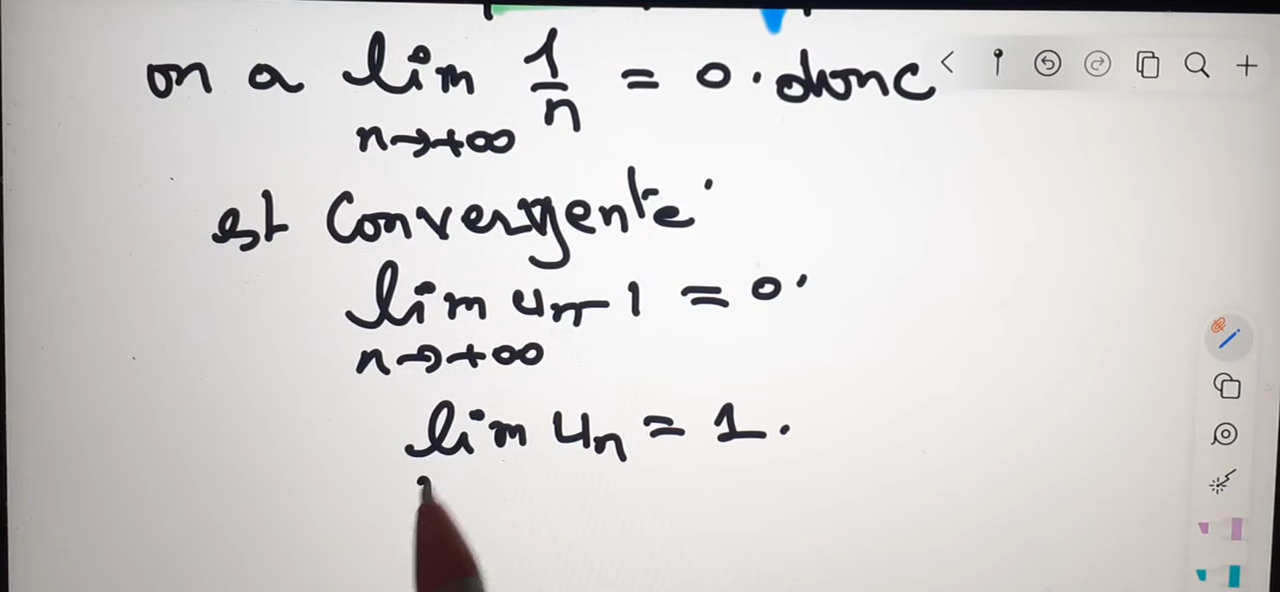 on a lim 1/n = 0. donc
n→+∞
est convergente.
lim uₙ-1 = 0.
n→+∞
lim uₙ = 1.